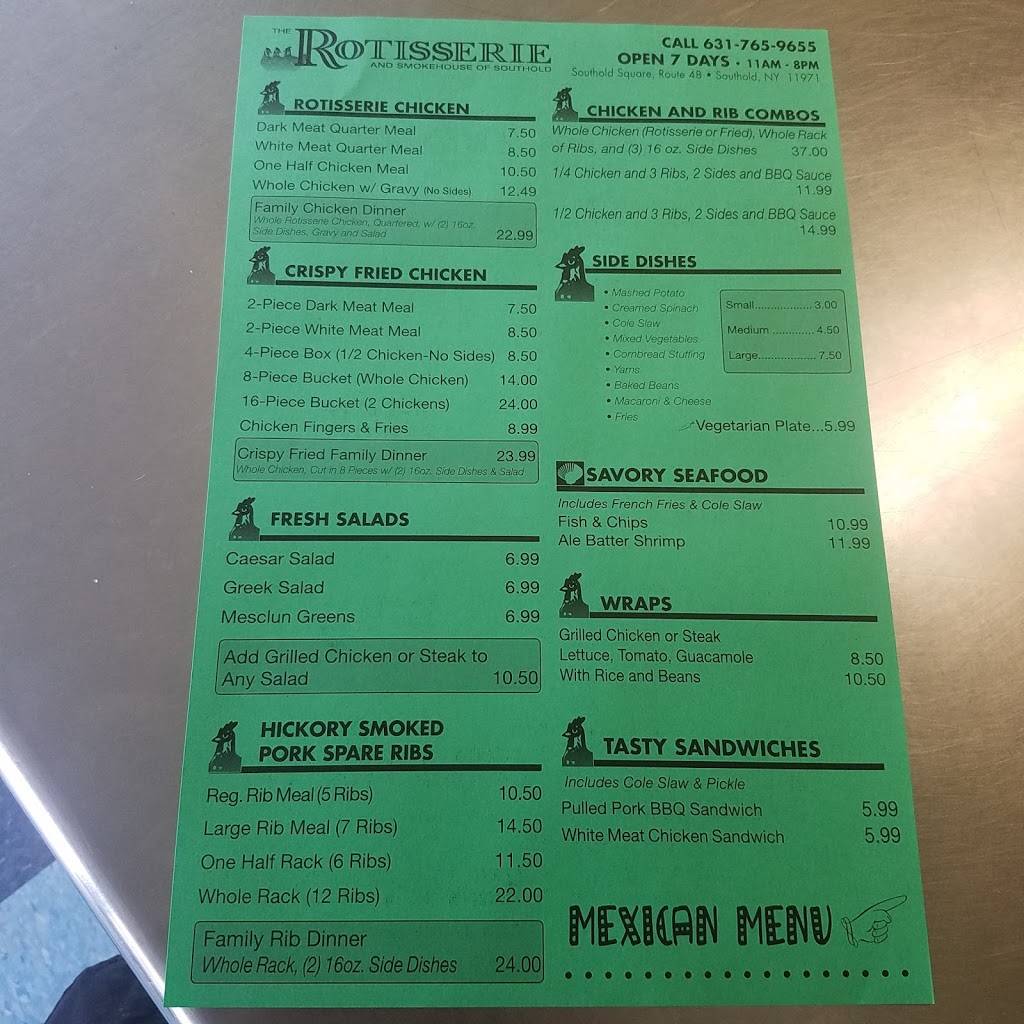 THE ROTISSERIE
AND SMOKEHOUSE OF SOUTHOLD
CALL 631-765-9655
OPEN 7 DAYS • 11AM - 8PM
Southold Square, Route 48 • Southold, NY 11971
ROTISSERIE CHICKEN
Dark Meat Quarter Meal 7.50
White Meat Quarter Meal 8.50
One Half Chicken Meal 10.50
Whole Chicken w/ Gravy (No Sides) 12.49
Family Chicken Dinner
Whole Rotisserie Chicken, Quartered, w/ (2) 16oz.
Side Dishes, Gravy and Salad 22.99
CRISPY FRIED CHICKEN
2-Piece Dark Meat Meal 7.50
2-Piece White Meat Meal 8.50
4-Piece Box (1/2 Chicken-No Sides) 8.50
8-Piece Bucket (Whole Chicken) 14.00
16-Piece Bucket (2 Chickens) 24.00
Chicken Fingers & Fries 8.99
Crispy Fried Family Dinner 23.99
Whole Chicken, Cut in 8 Pieces w/ (2) 16oz. Side Dishes & Salad
FRESH SALADS
Caesar Salad 6.99
Greek Salad 6.99
Mesclun Greens 6.99
Add Grilled Chicken or Steak to
Any Salad 10.50
HICKORY SMOKED
PORK SPARE RIBS
Reg. Rib Meal (5 Ribs) 10.50
Large Rib Meal (7 Ribs) 14.50
One Half Rack (6 Ribs) 11.50
Whole Rack (12 Ribs) 22.00
Family Rib Dinner
Whole Rack, (2) 16oz. Side Dishes 24.00
CHICKEN AND RIB COMBOS
Whole Chicken (Rotisserie or Fried), Whole Rack
of Ribs, and (3) 16 oz. Side Dishes 37.00
1/4 Chicken and 3 Ribs, 2 Sides and BBQ Sauce
11.99
1/2 Chicken and 3 Ribs, 2 Sides and BBQ Sauce
14.99
SIDE DISHES
• Mashed Potato
• Creamed Spinach
• Cole Slaw
• Mixed Vegetables
• Cornbread Stuffing
• Yams
• Baked Beans
• Macaroni & Cheese
• Fries
Small.................. 3.00
Medium ............. 4.50
Large.................. 7.50
Vegetarian Plate...5.99
SAVORY SEAFOOD
Includes French Fries & Cole Slaw
Fish & Chips 10.99
Ale Batter Shrimp 11.99
WRAPS
Grilled Chicken or Steak
Lettuce, Tomato, Guacamole 8.50
With Rice and Beans 10.50
TASTY SANDWICHES
Includes Cole Slaw & Pickle
Pulled Pork BBQ Sandwich 5.99
White Meat Chicken Sandwich 5.99
MEXICAN MENU